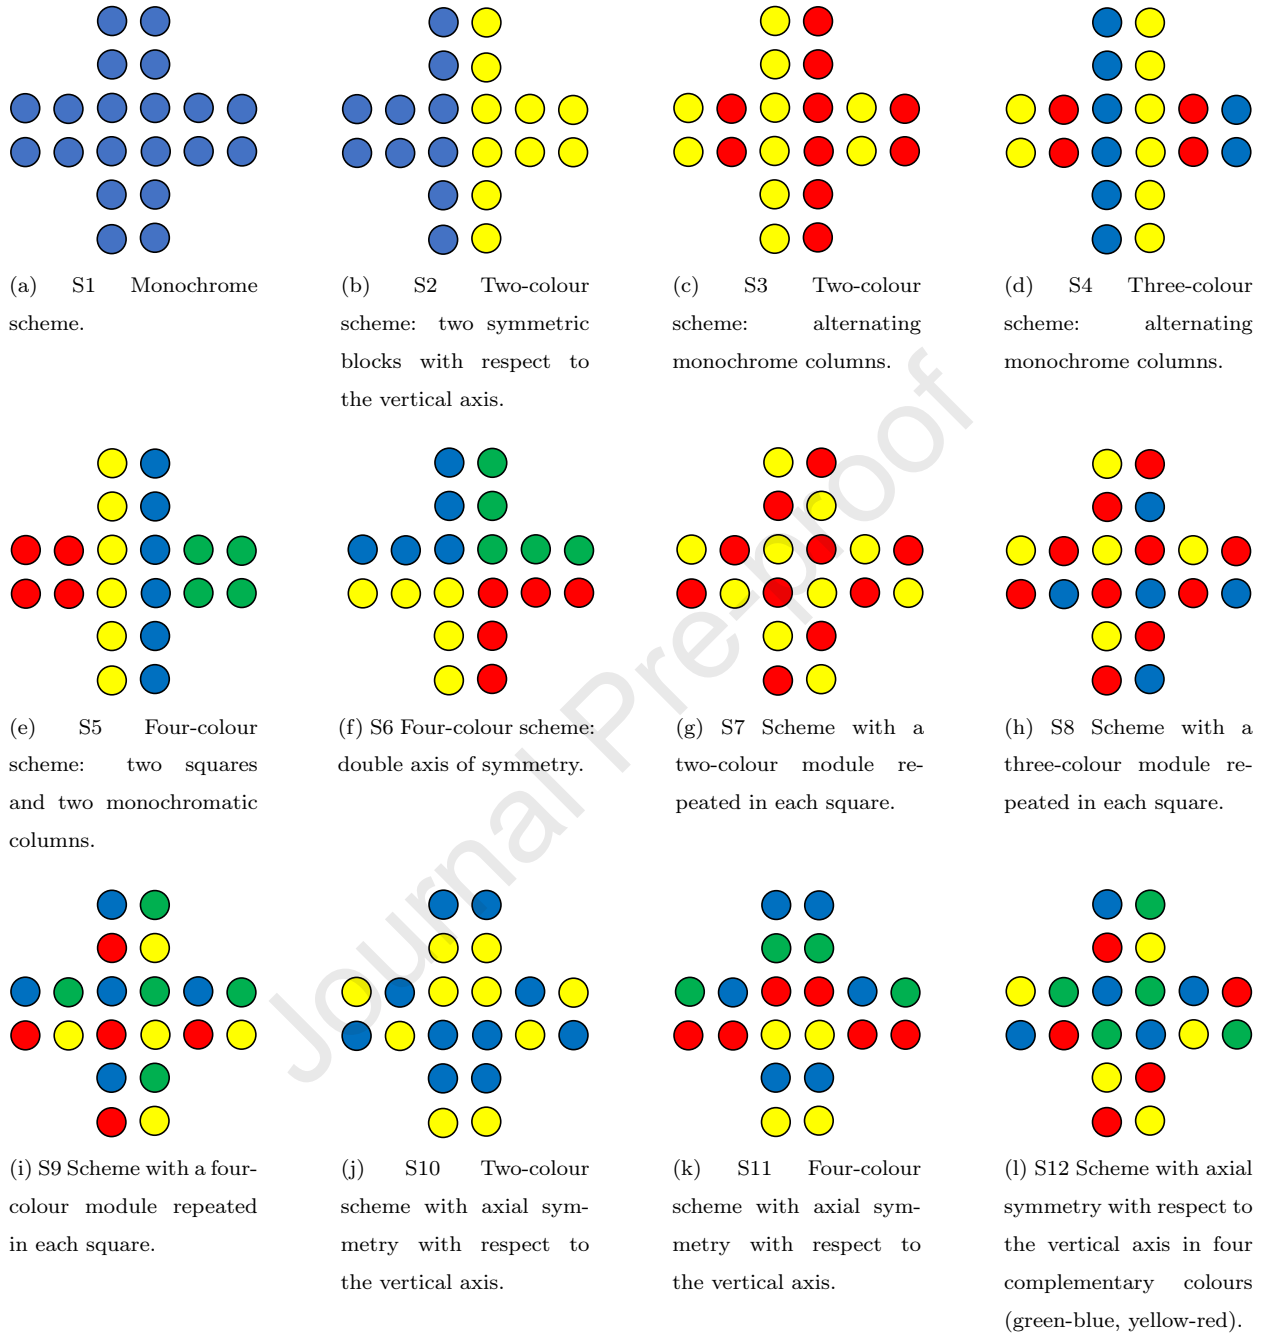 (a) S1 Monochrome
scheme.
(b) S2 Two-colour
scheme: two symmetric
blocks with respect to
the vertical axis.
(c) S3 Two-colour
scheme: alternating
monochrome columns.
(d) S4 Three-colour
scheme: alternating
monochrome columns.
(e) S5 Four-colour
scheme: two squares
and two monochromatic
columns.
(f) S6 Four-colour scheme:
double axis of symmetry.
(g) S7 Scheme with a
two-colour module re-
peated in each square.
(h) S8 Scheme with a
three-colour module re-
peated in each square.
(i) S9 Scheme with a four-
colour module repeated
in each square.
(j) S10 Two-colour
scheme with axial sym-
metry with respect to
the vertical axis.
(k) S11 Four-colour
scheme with axial sym-
metry with respect to
the vertical axis.
(l) S12 Scheme with axial
symmetry with respect to
the vertical axis in four
complementary colours
(green-blue, yellow-red).
Journal Pre-proof